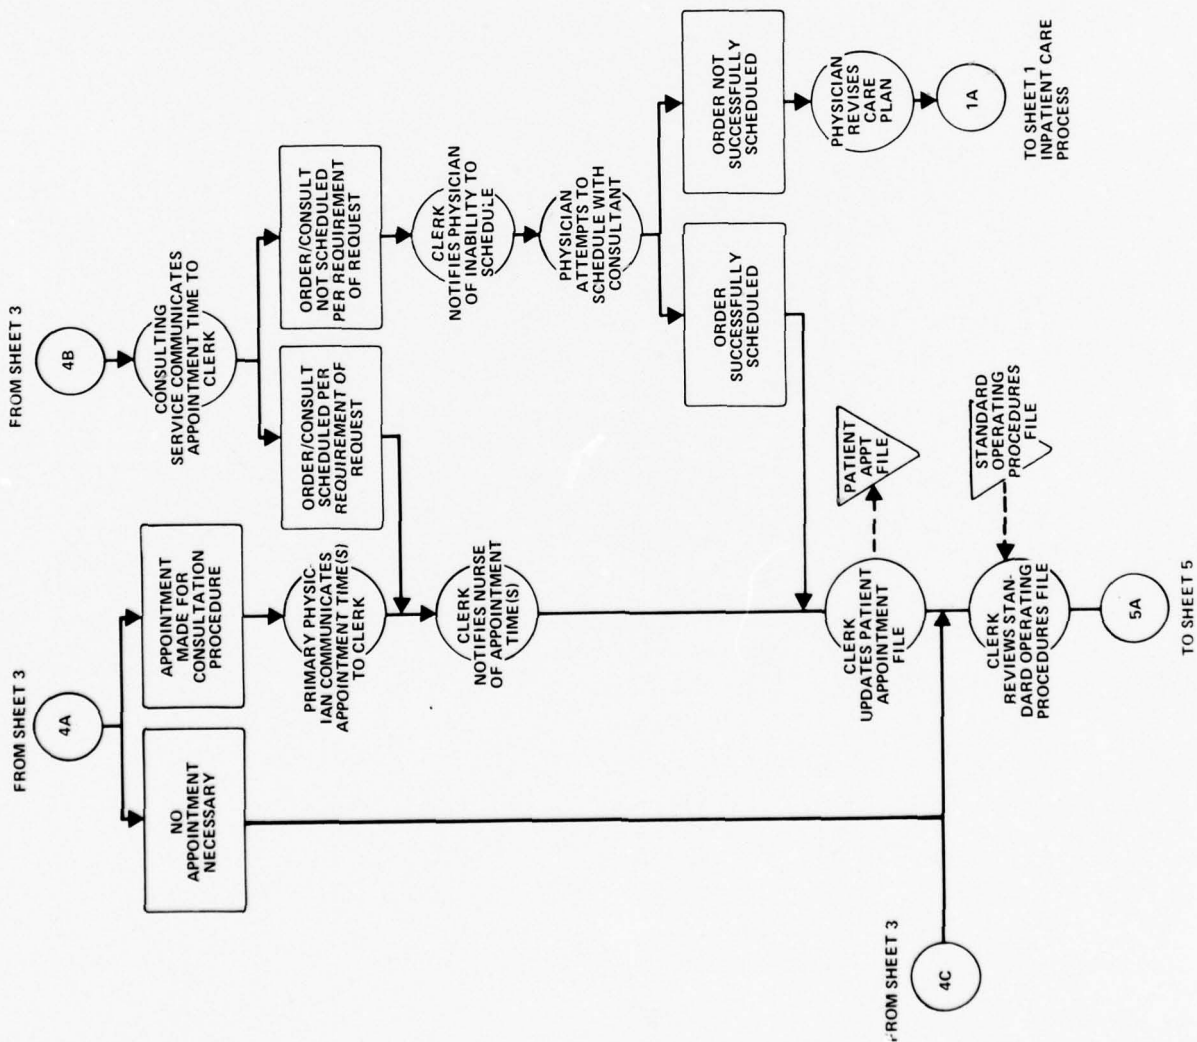 FROM SHEET 3
4A
NO
APPOINTMENT
NECESSARY
APPOINTMENT
MADE FOR
CONSULTATION
PROCEDURE
PRIMARY PHYSIC-
IAN COMMUNICATES
APPOINTMENT TIME(S)
TO CLERK
CLERK
NOTIFIES NURSE
OF APPOINTMENT
TIME(S)
FROM SHEET 3
4B
CONSULTING
SERVICE COMMUNICATES
APPOINTMENT TIME TO
CLERK
ORDER/CONSULT
SCHEDULED PER
REQUIREMENT OF
REQUEST
ORDER/CONSULT
NOT SCHEDULED
PER REQUIREMENT
OF REQUEST
CLERK
NOTIFIES PHYSICIAN
OF INABILITY TO
SCHEDULE
PHYSICIAN
ATTEMPTS TO
SCHEDULE WITH
CONSULTANT
ORDER
SUCCESSFULLY
SCHEDULED
ORDER NOT
SUCCESSFULLY
SCHEDULED
PHYSICIAN
REVISES
CARE
PLAN
1A
TO SHEET 1
INPATIENT CARE
PROCESS
CLERK
UPDATES PATIENT
APPOINTMENT
FILE
PATIENT
APPT
FILE
FROM SHEET 3
4C
CLERK
REVIEWS STAN-
DARD OPERATING
PROCEDURES FILE
STANDARD
OPERATING
PROCEDURES
FILE
5A
TO SHEET 5